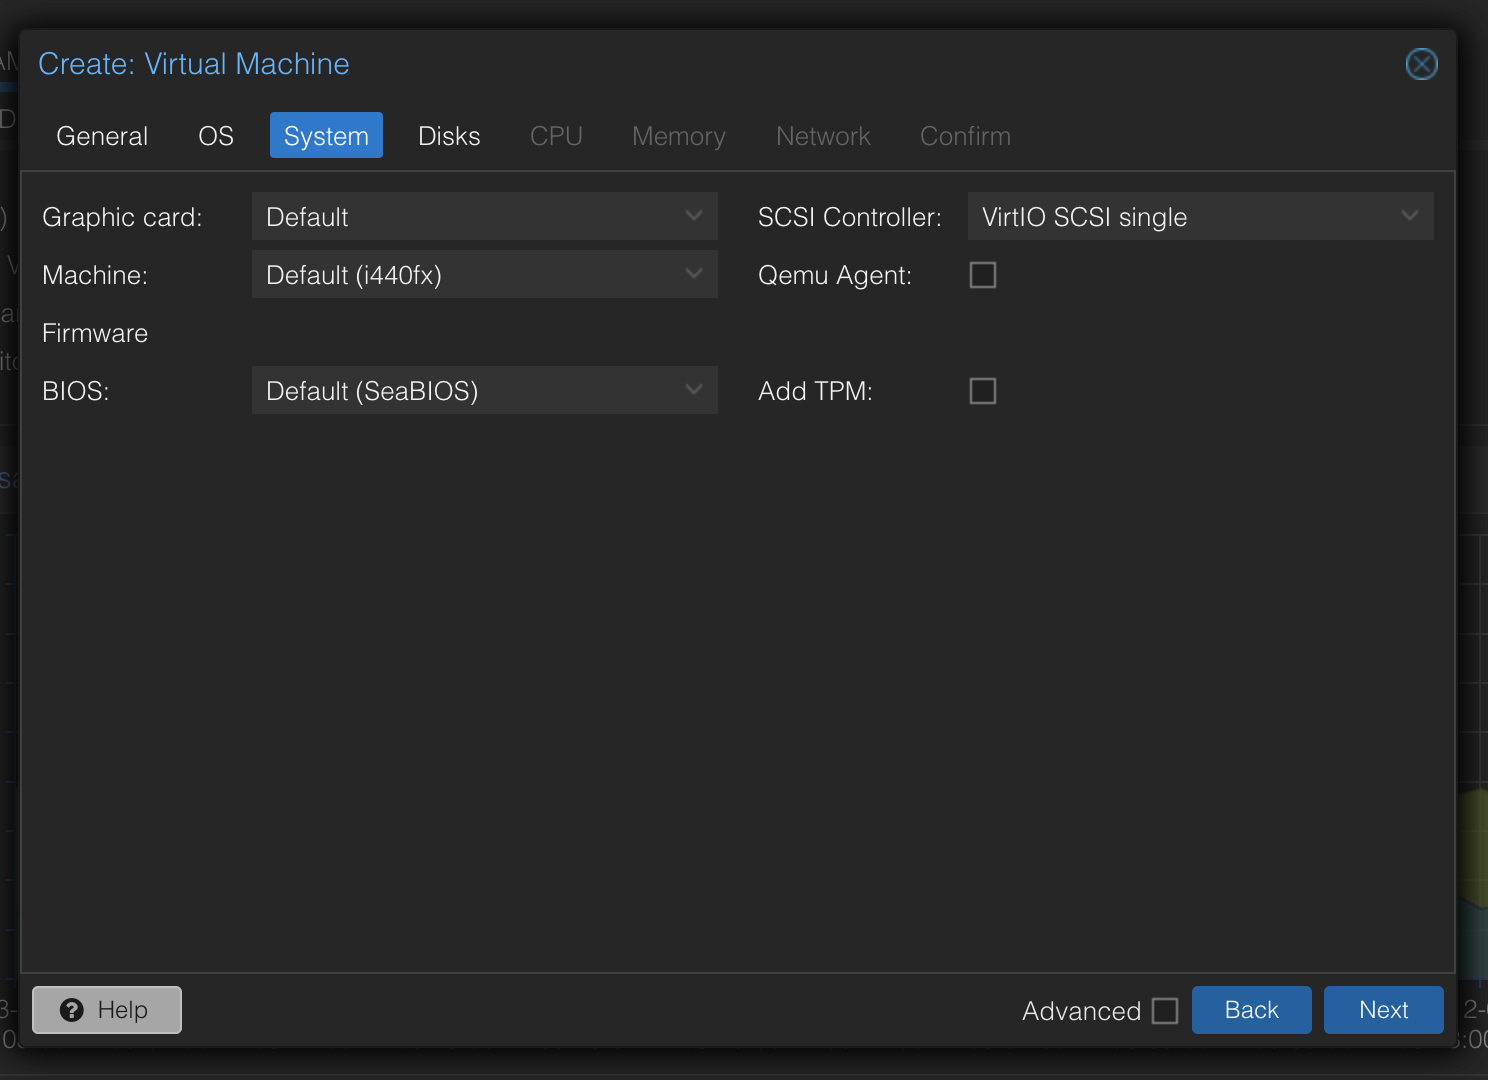 Create: Virtual Machine
General OS System Disks CPU Memory Network Confirm
Graphic card: Default SCSI Controller: VirtIO SCSI single
Machine: Default (i440fx) Qemu Agent:
Firmware
BIOS: Default (SeaBIOS) Add TPM:
Help Advanced Back Next